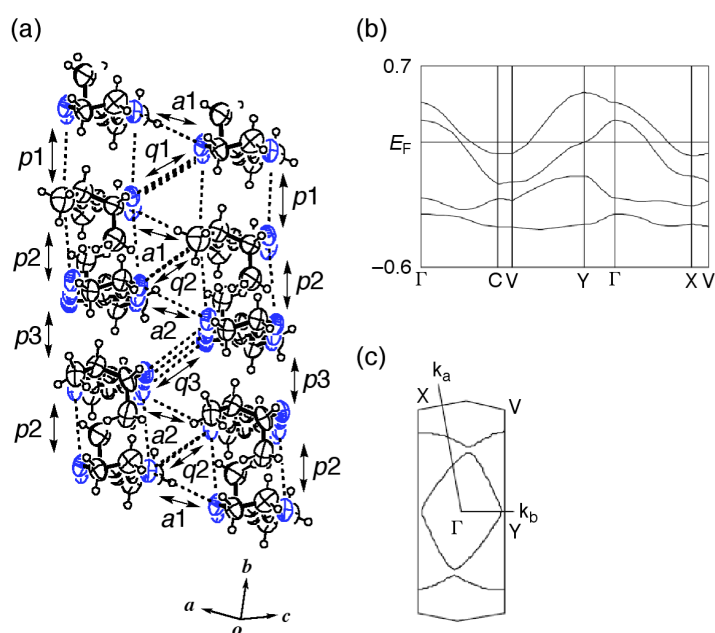 (a)
a1
p1
q1
p1
a1
p2
q2
p2
a2
p3
q3
p3
a2
p2
q2
p2
a1
b
a
c
o
(b)
0.7
E_F
−0.6
Γ
C
V
Y
Γ
X
V
(c)
k_a
X
V
k_b
Γ
Y